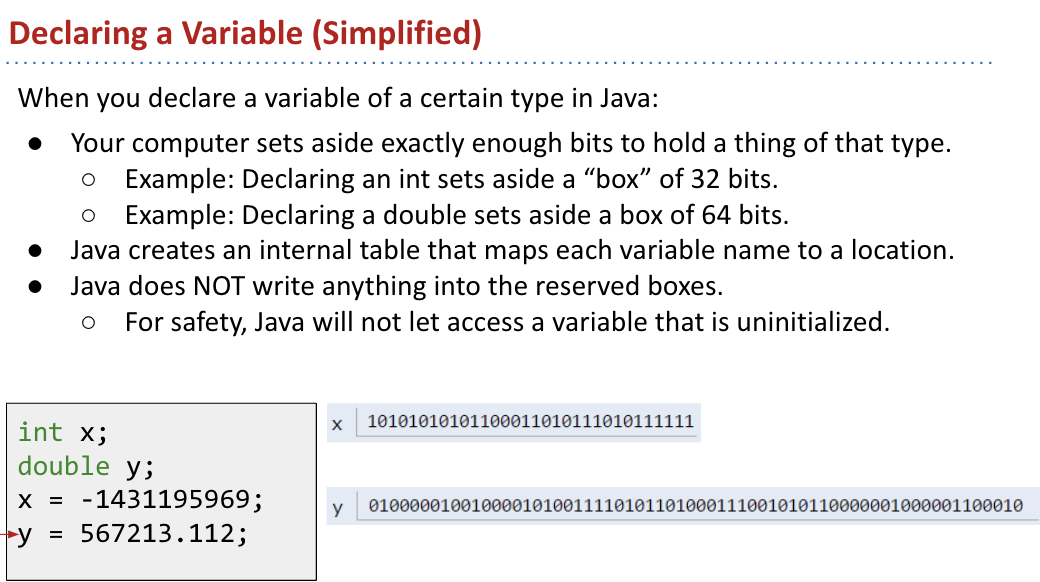 Declaring a Variable (Simplified)
When you declare a variable of a certain type in Java:
● Your computer sets aside exactly enough bits to hold a thing of that type.
○ Example: Declaring an int sets aside a “box” of 32 bits.
○ Example: Declaring a double sets aside a box of 64 bits.
● Java creates an internal table that maps each variable name to a location.
● Java does NOT write anything into the reserved boxes.
○ For safety, Java will not let access a variable that is uninitialized.
int x;
double y;
x = -1431195969;
y = 567213.112;
x 10101010101100011010111010111111
y 0100000100100001010011110101101000111001010110000001000001100010